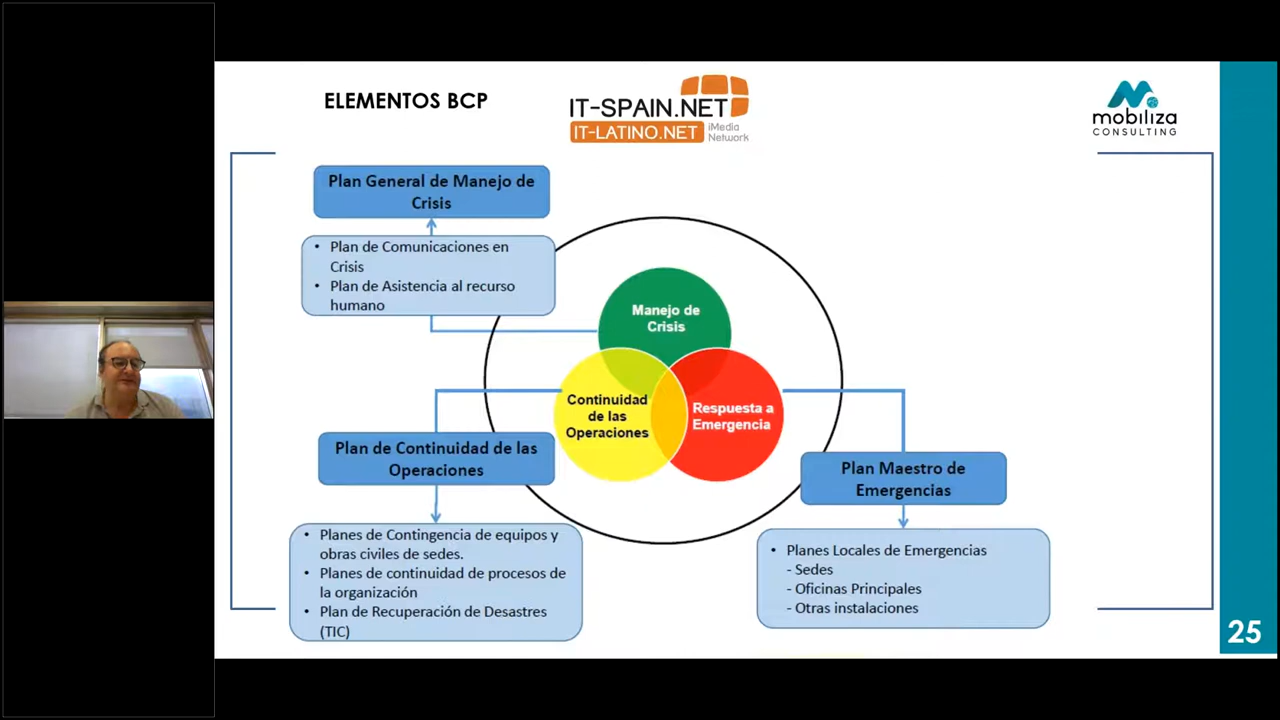 ELEMENTOS BCP
IT-SPAIN.NET
IT-LATINO.NET
iMedia
Network
mobiliza
CONSULTING
Plan General de Manejo de
Crisis
• Plan de Comunicaciones en
Crisis
• Plan de Asistencia al recurso
humano
Manejo de
Crisis
Continuidad
de las
Operaciones
Respuesta a
Emergencia
Plan de Continuidad de las
Operaciones
• Planes de Contingencia de equipos y
obras civiles de sedes.
• Planes de continuidad de procesos de
la organización
• Plan de Recuperación de Desastres
(TIC)
Plan Maestro de
Emergencias
• Planes Locales de Emergencias
- Sedes
- Oficinas Principales
- Otras instalaciones
25